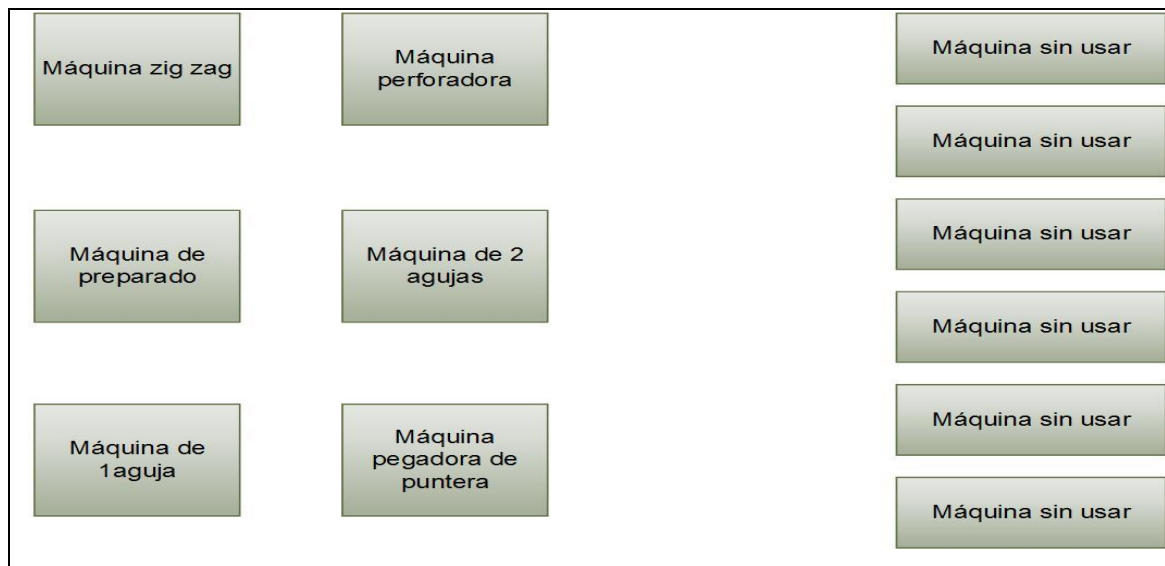 Máquina zig zag
Máquina
perforadora
Máquina sin usar
Máquina sin usar
Máquina de
preparado
Máquina de 2
agujas
Máquina sin usar
Máquina sin usar
Máquina de
1aguja
Máquina
pegadora de
puntera
Máquina sin usar
Máquina sin usar